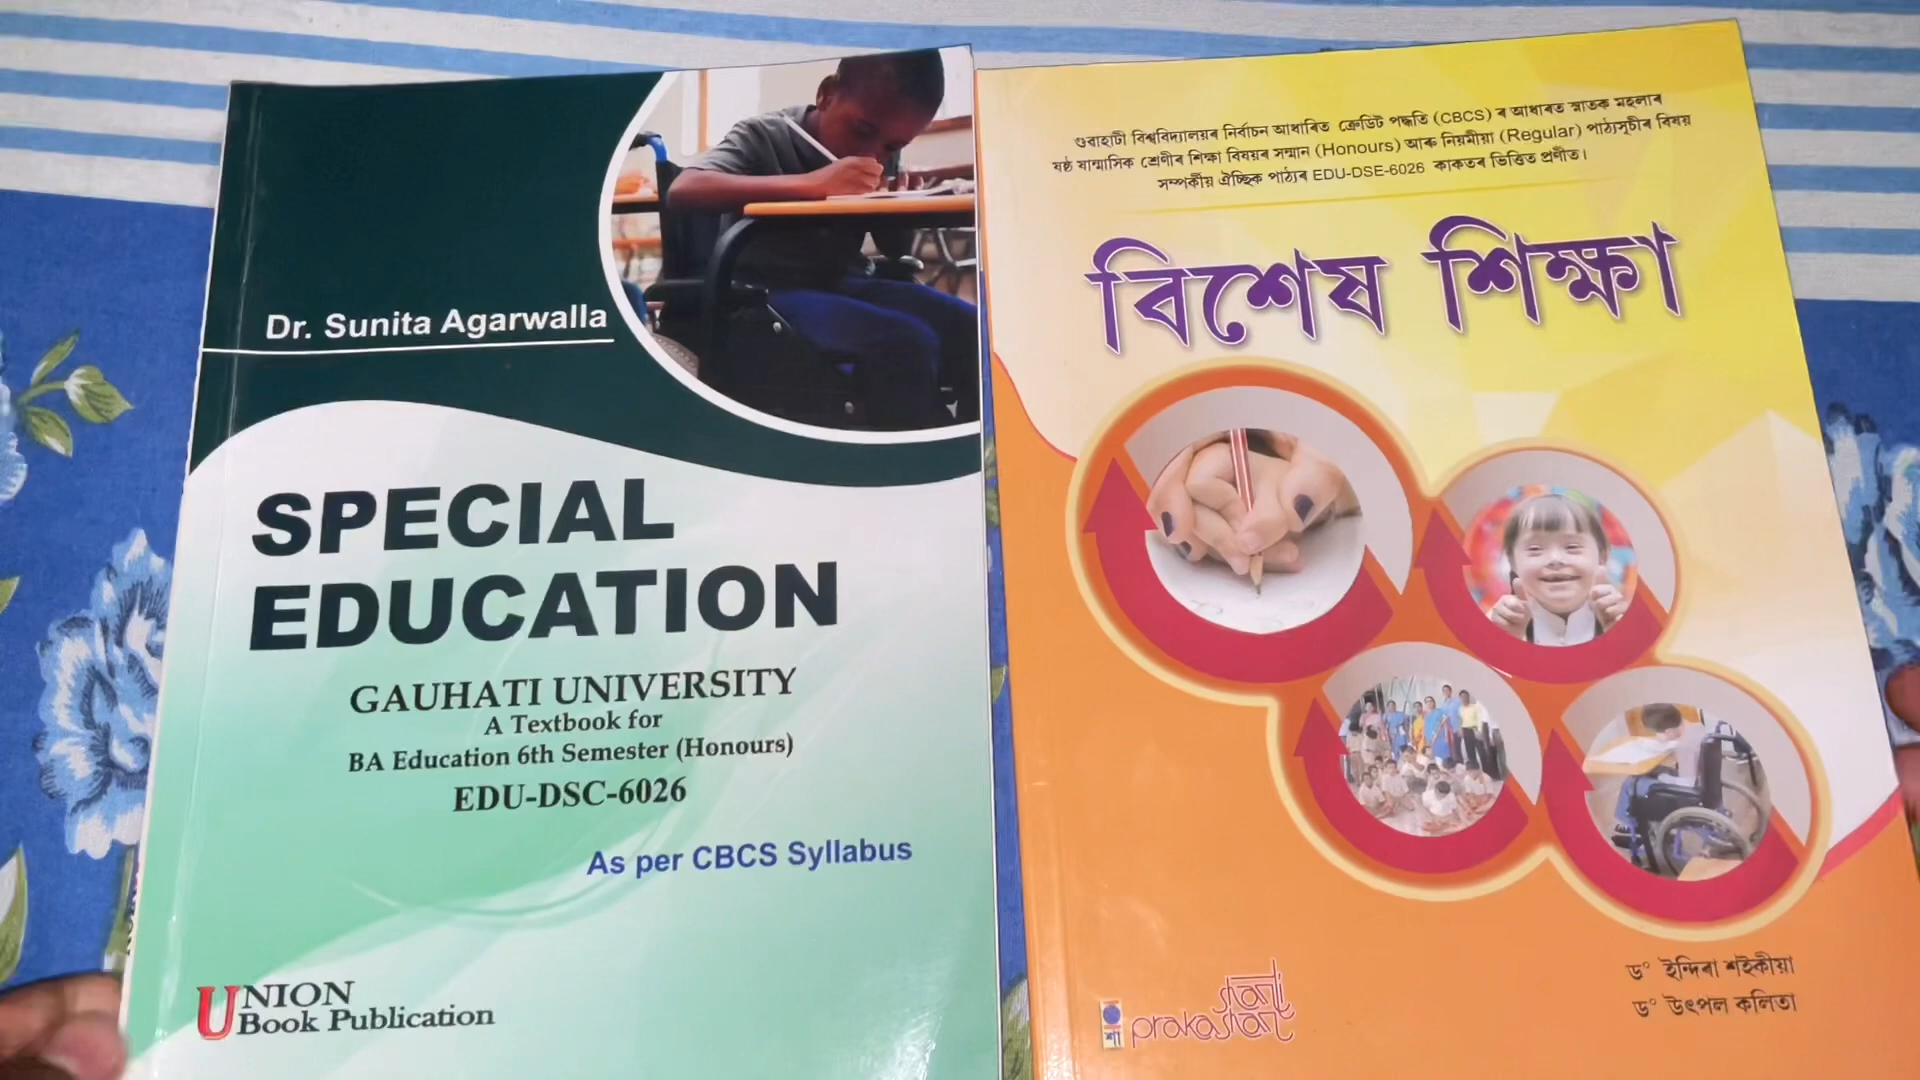 Dr. Sunita Agarwalla
SPECIAL
EDUCATION
GAUHATI UNIVERSITY
A Textbook for
BA Education 6th Semester (Honours)
EDU-DSC-6026
As per CBCS Syllabus
UNION
Book Publication
গুৱাহাটী বিশ্ববিদ্যালয়ৰ নিৰ্বাচন আধাৰিত ক্ৰেডিট পদ্ধতি (CBCS) ৰ আধাৰত স্নাতক মহলাৰ
ষষ্ঠ ষাণ্মাসিক শ্ৰেণীৰ শিক্ষা বিষয়ৰ সন্মান (Honours) আৰু নিয়মীয়া (Regular) পাঠ্যসূচীৰ বিষয়
সম্পৰ্কীয় ঐচ্ছিক পাঠ্যৰ EDU-DSE-6026 কাকতৰ ভিত্তিত প্ৰণীত।
বিশেষ শিক্ষা
ড° ইন্দিৰা শইকীয়া
ড° উৎপল কলিতা
shanti
prakashan